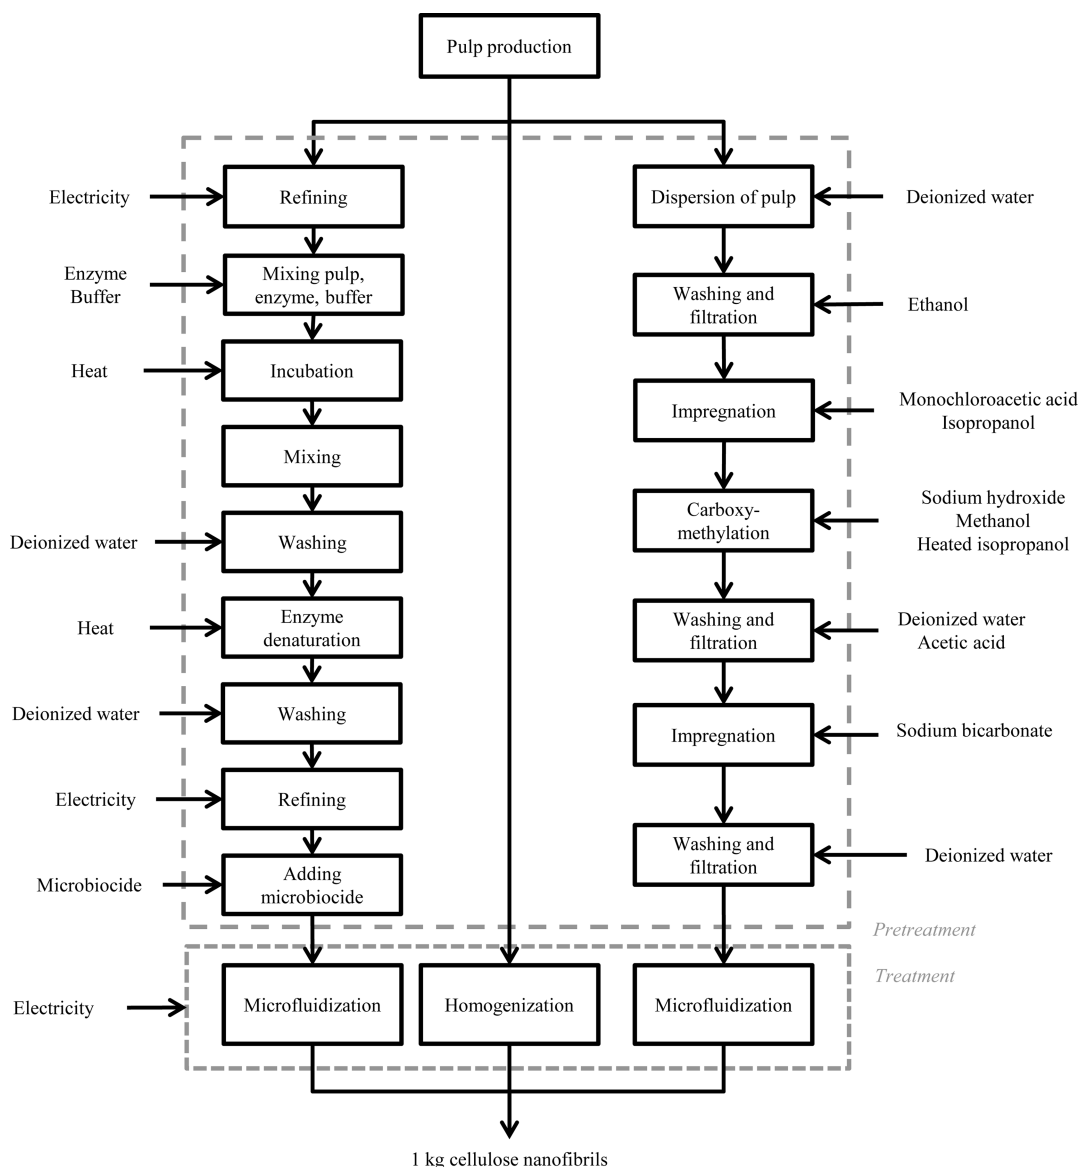 Pulp production
Electricity
Refining
Dispersion of pulp
Deionized water
Enzyme
Buffer
Mixing pulp,
enzyme, buffer
Washing and
filtration
Ethanol
Heat
Incubation
Impregnation
Monochloroacetic acid
Isopropanol
Mixing
Carboxy-
methylation
Sodium hydroxide
Methanol
Heated isopropanol
Deionized water
Washing
Heat
Enzyme
denaturation
Washing and
filtration
Deionized water
Acetic acid
Deionized water
Washing
Impregnation
Sodium bicarbonate
Electricity
Refining
Washing and
filtration
Deionized water
Microbiocide
Adding
microbiocide
Pretreatment
Treatment
Electricity
Microfluidization
Homogenization
Microfluidization
1 kg cellulose nanofibrils